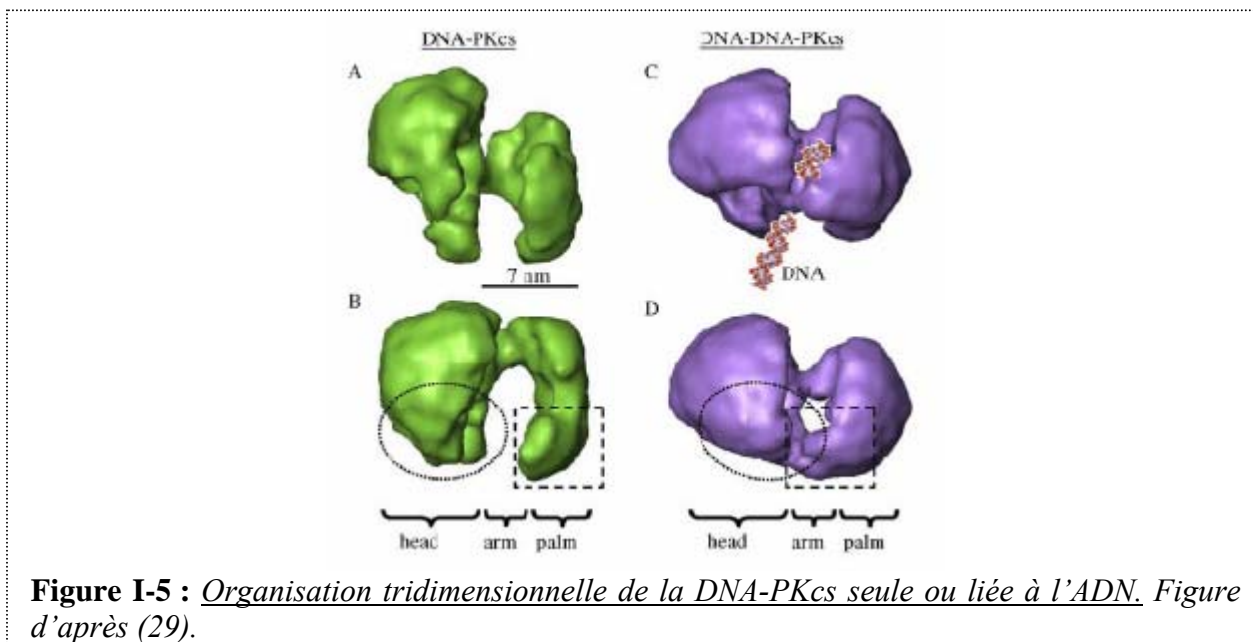 DNA-PKcs
DNA-DNA-PKcs
A
C
7 nm
DNA
B
D
head arm palm
head arm palm
Figure I-5 : Organisation tridimensionnelle de la DNA-PKcs seule ou liée à l’ADN. Figure
d’après (29).